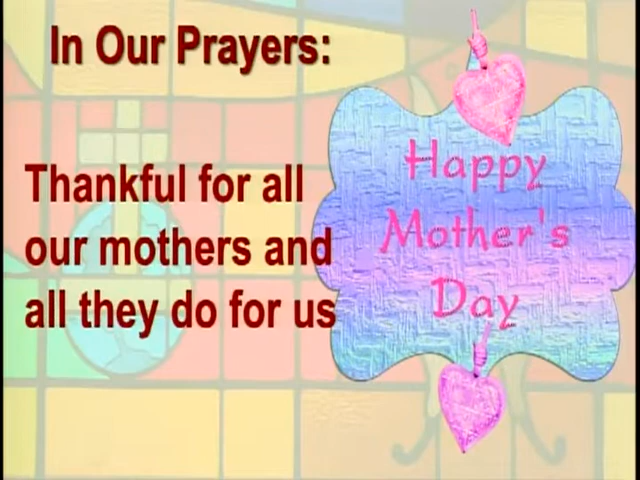 In Our Prayers:
Thankful for all
our mothers and
all they do for us
Happy
Mother's
Day